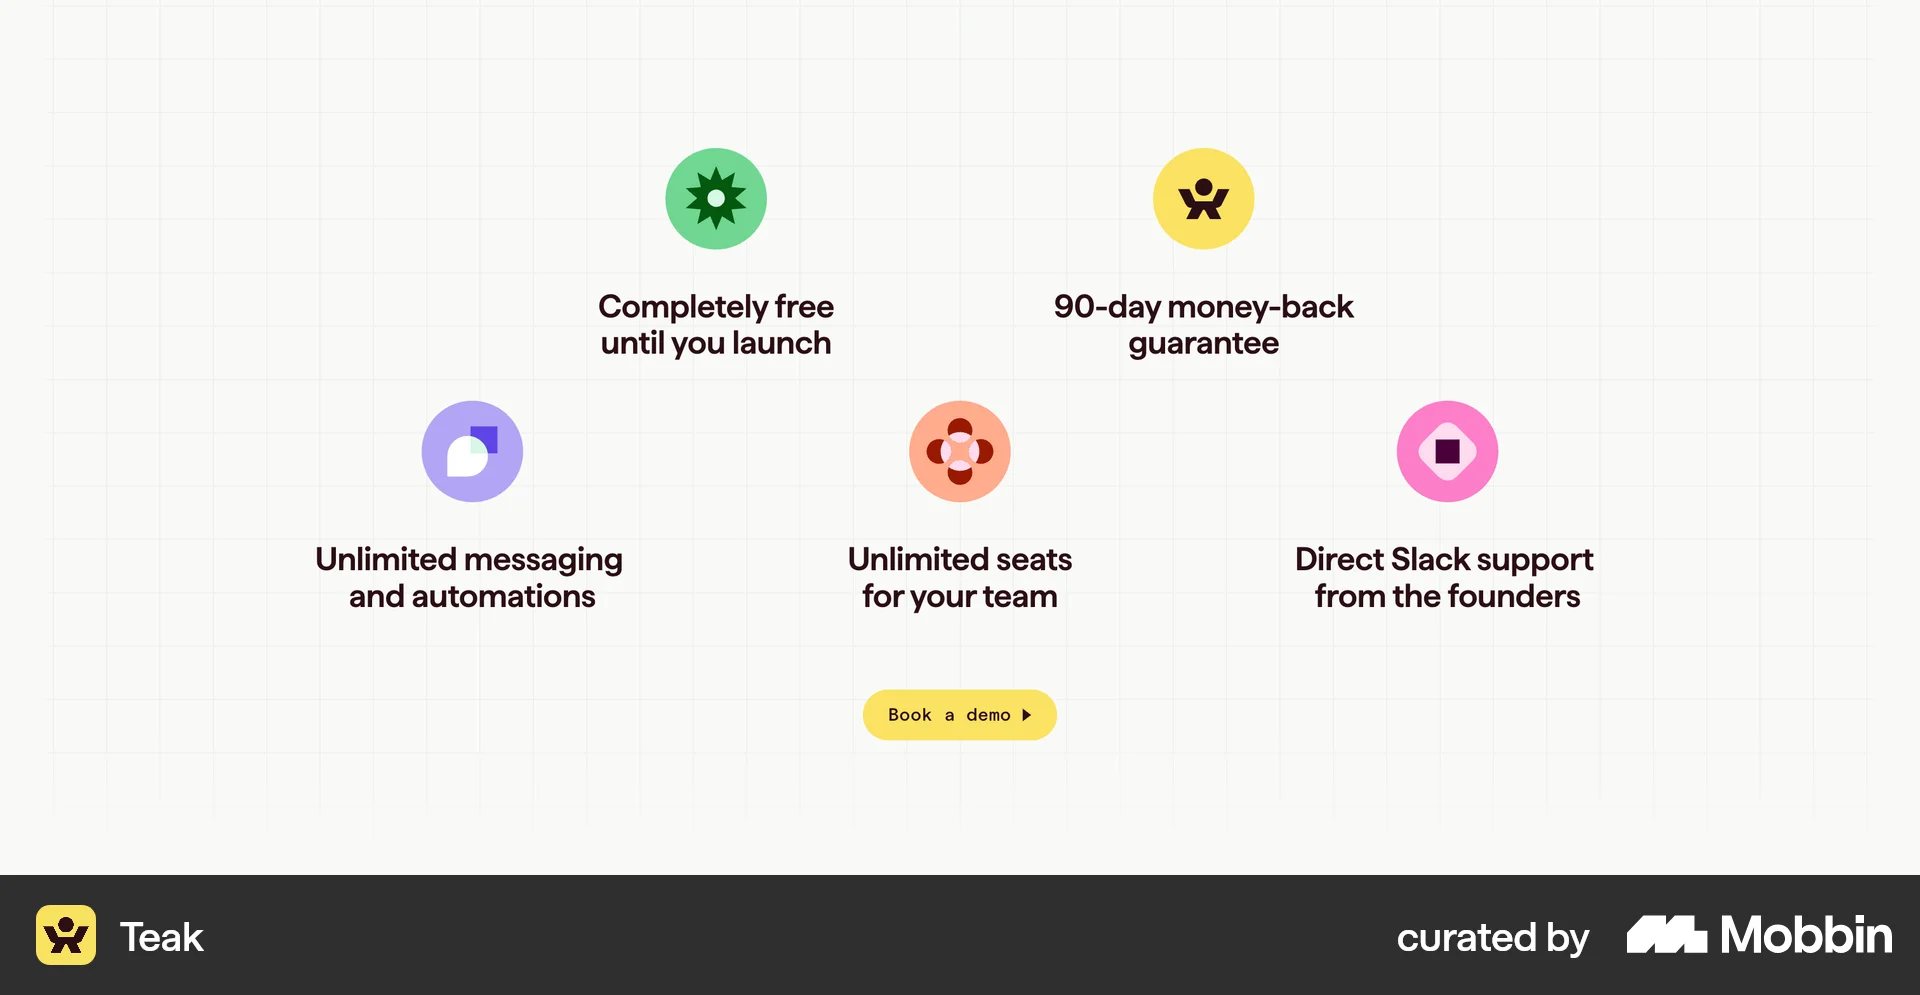 Completely free
until you launch
90-day money-back
guarantee
Unlimited messaging
and automations
Unlimited seats
for your team
Direct Slack support
from the founders
Book a demo
Teak
curated by Mobbin